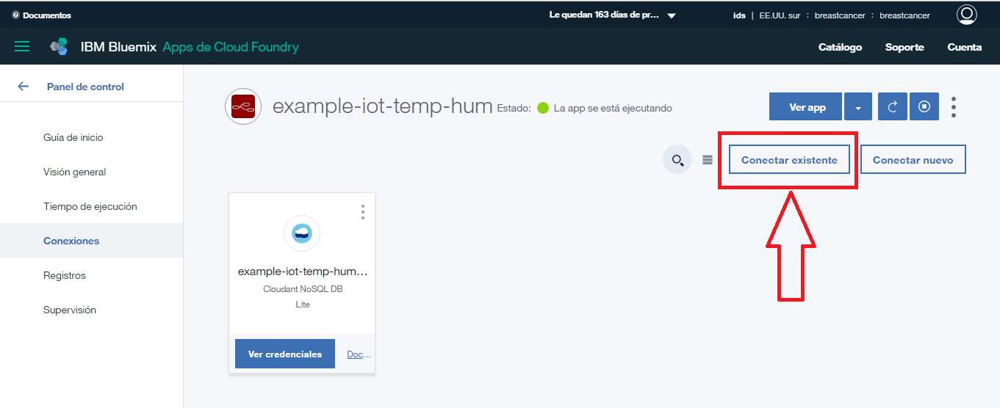 Documentos
Le quedan 163 días de pr...
ids | EE.UU. sur : breastcancer : breastcancer
IBM Bluemix Apps de Cloud Foundry
Catálogo
Soporte
Cuenta
Panel de control
Guía de inicio
Visión general
Tiempo de ejecución
Conexiones
Registros
Supervisión
example-iot-temp-hum Estado: La app se está ejecutando
Ver app
Conectar existente
Conectar nuevo
example-iot-temp-hum...
Cloudant NoSQL DB
Lite
Ver credenciales
Doc...